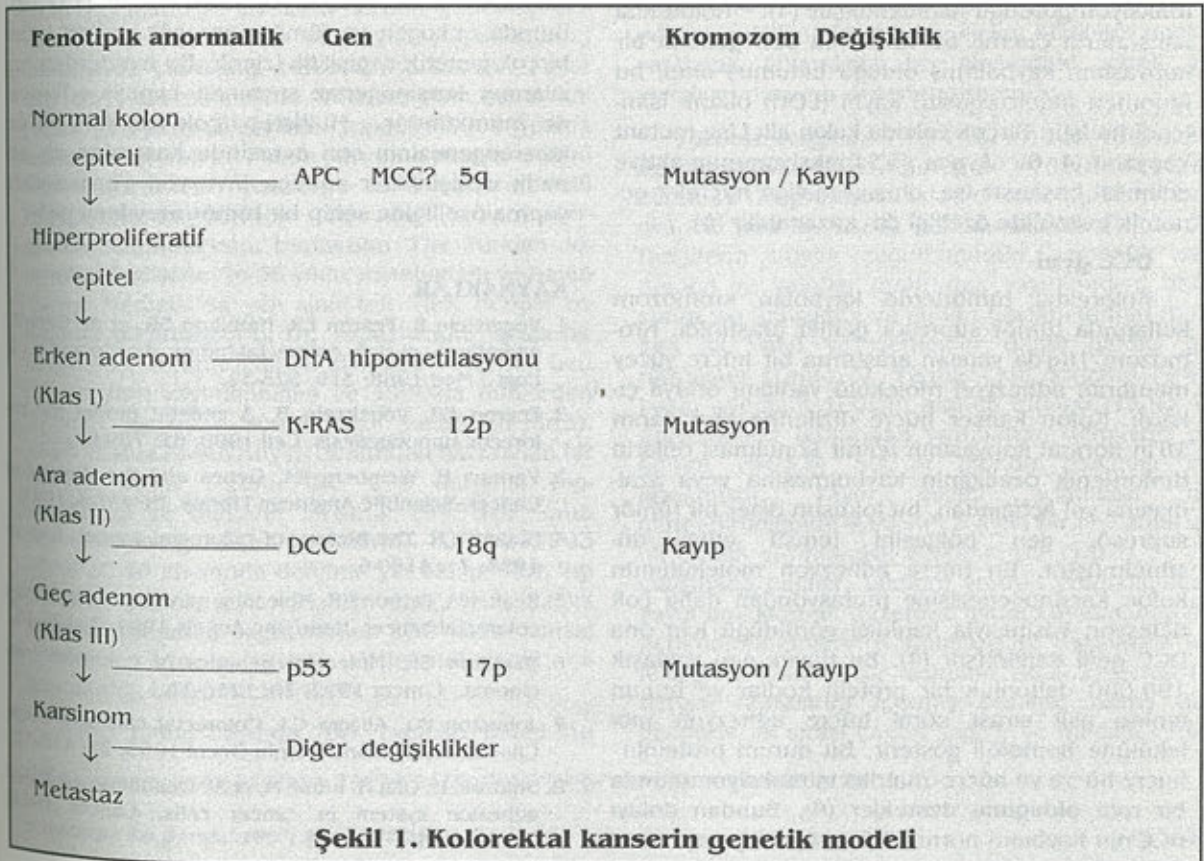 Fenotipik anormallik Gen Kromozom Değişiklik
Normal kolon
epiteli
APC MCC? 5q Mutasyon / Kayıp
Hiperproliferatif
epitel
Erken adenom DNA hipometilasyonu
(Klas I)
K-RAS 12p Mutasyon
Ara adenom
(Klas II)
DCC 18q Kayıp
Geç adenom
(Klas III)
p53 17p Mutasyon / Kayıp
Karsinom
Diğer değişiklikler
Metastaz
Şekil 1. Kolorektal kanserin genetik modeli